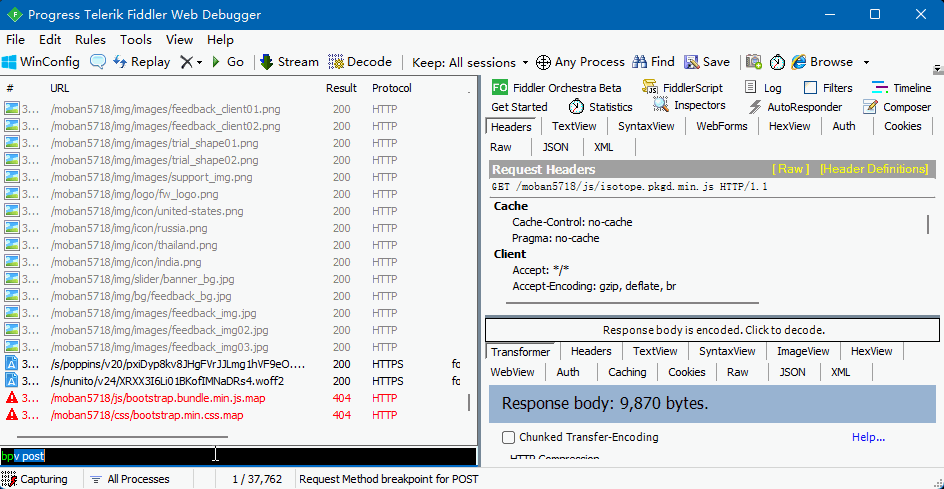 Progress Telerik Fiddler Web Debugger
File Edit Rules Tools View Help
WinConfig Replay Go Stream Decode Keep: All sessions Any Process Find Save Browse
# URL Result Protocol
3... /moban5718/img/images/feedback_client01.png 200 HTTP
3... /moban5718/img/images/feedback_client02.png 200 HTTP
3... /moban5718/img/images/trial_shape01.png 200 HTTP
3... /moban5718/img/images/trial_shape02.png 200 HTTP
3... /moban5718/img/images/support_img.png 200 HTTP
3... /moban5718/img/logo/fw_logo.png 200 HTTP
3... /moban5718/img/icon/united-states.png 200 HTTP
3... /moban5718/img/icon/russia.png 200 HTTP
3... /moban5718/img/icon/thailand.png 200 HTTP
3... /moban5718/img/icon/india.png 200 HTTP
3... /moban5718/img/slider/banner_bg.jpg 200 HTTP
3... /moban5718/img/bg/feedback_bg.jpg 200 HTTP
3... /moban5718/img/images/feedback_img.jpg 200 HTTP
3... /moban5718/img/images/feedback_img02.jpg 200 HTTP
3... /moban5718/img/images/feedback_img03.jpg 200 HTTP
3... /s/poppins/v20/pxiDyp8kv8JHgFVrJJLmg1hVF9eO.... 200 HTTPS fo
3... /s/nunito/v24/XRXX3I6Li01BKofIMNaDRs4.woff2 200 HTTPS fo
3... /moban5718/js/bootstrap.bundle.min.js.map 404 HTTP
3... /moban5718/css/bootstrap.min.css.map 404 HTTP
bpv post
Capturing All Processes 1 / 37,762 Request Method breakpoint for POST
FO Fiddler Orchestra Beta FiddlerScript Log Filters Timeline
Get Started Statistics Inspectors AutoResponder Composer
Headers TextView SyntaxView WebForms HexView Auth Cookies
Raw JSON XML
Request Headers [ Raw ] [Header Definitions]
GET /moban5718/js/isotope.pkgd.min.js HTTP/1.1
Cache
Cache-Control: no-cache
Pragma: no-cache
Client
Accept: */*
Accept-Encoding: gzip, deflate, br
Response body is encoded. Click to decode.
Transformer Headers TextView SyntaxView ImageView HexView
WebView Auth Caching Cookies Raw JSON XML
Response body: 9,870 bytes.
Chunked Transfer-Encoding Help...
HTTP Compression